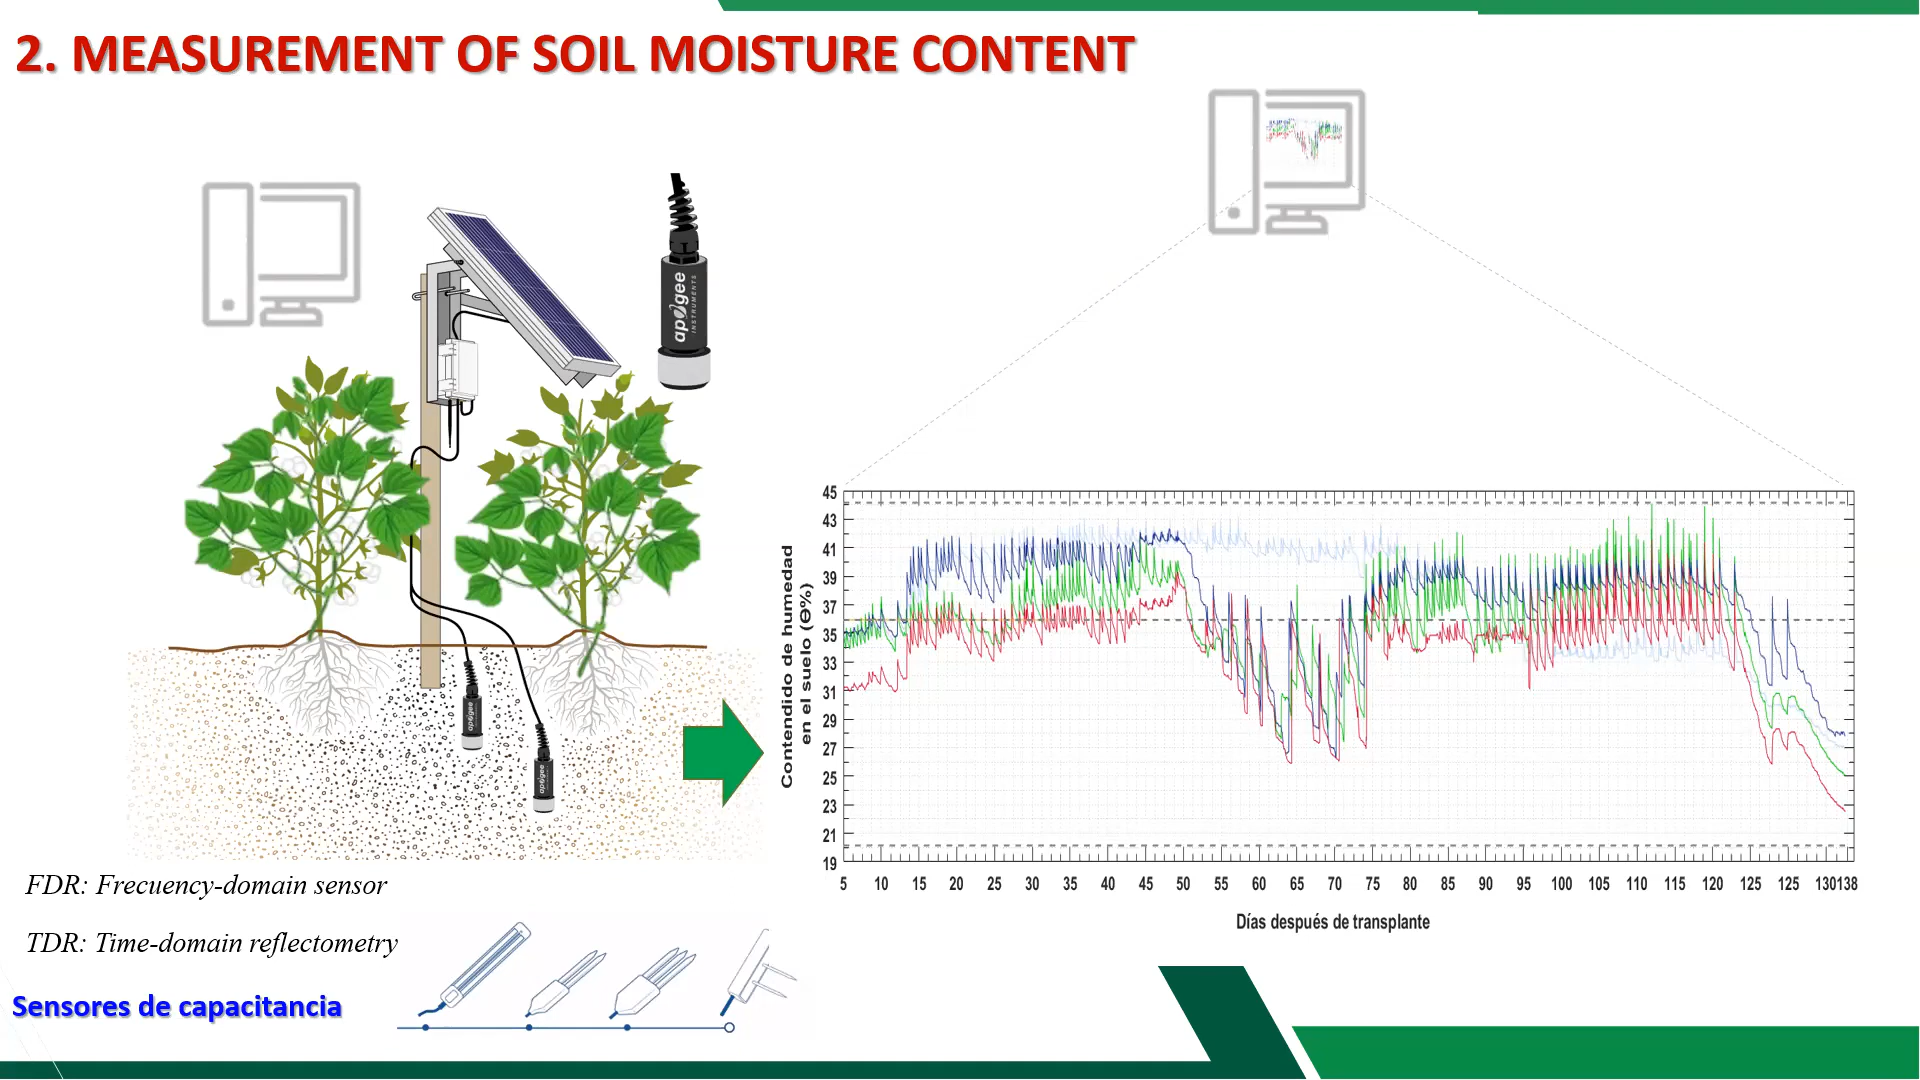 2. MEASUREMENT OF SOIL MOISTURE CONTENT
apogee
INSTRUMENTS
apogee
apogee
Contendido de humedad
en el suelo (Θ%)
45
43
41
39
37
35
33
31
29
27
25
23
21
19
5 10 15 20 25 30 35 40 45 50 55 60 65 70 75 80 85 90 95 100 105 110 115 120 125 125 130138
Días después de transplante
FDR: Frecuency-domain sensor
TDR: Time-domain reflectometry
Sensores de capacitancia